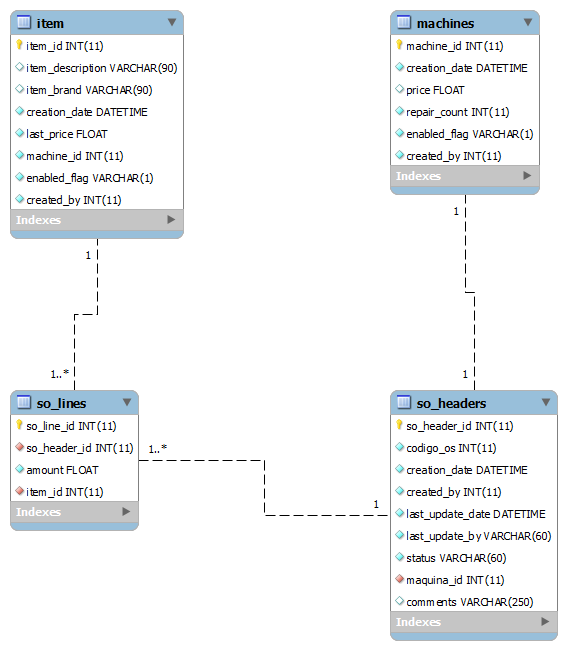 item
item_id INT(11)
item_description VARCHAR(90)
item_brand VARCHAR(90)
creation_date DATETIME
last_price FLOAT
machine_id INT(11)
enabled_flag VARCHAR(1)
created_by INT(11)
Indexes
machines
machine_id INT(11)
creation_date DATETIME
price FLOAT
repair_count INT(11)
enabled_flag VARCHAR(1)
created_by INT(11)
Indexes
1
1..*
1
1
so_lines
so_line_id INT(11)
so_header_id INT(11)
amount FLOAT
item_id INT(11)
Indexes
1..*
1
so_headers
so_header_id INT(11)
codigo_os INT(11)
creation_date DATETIME
created_by INT(11)
last_update_date DATETIME
last_update_by VARCHAR(60)
status VARCHAR(60)
maquina_id INT(11)
comments VARCHAR(250)
Indexes